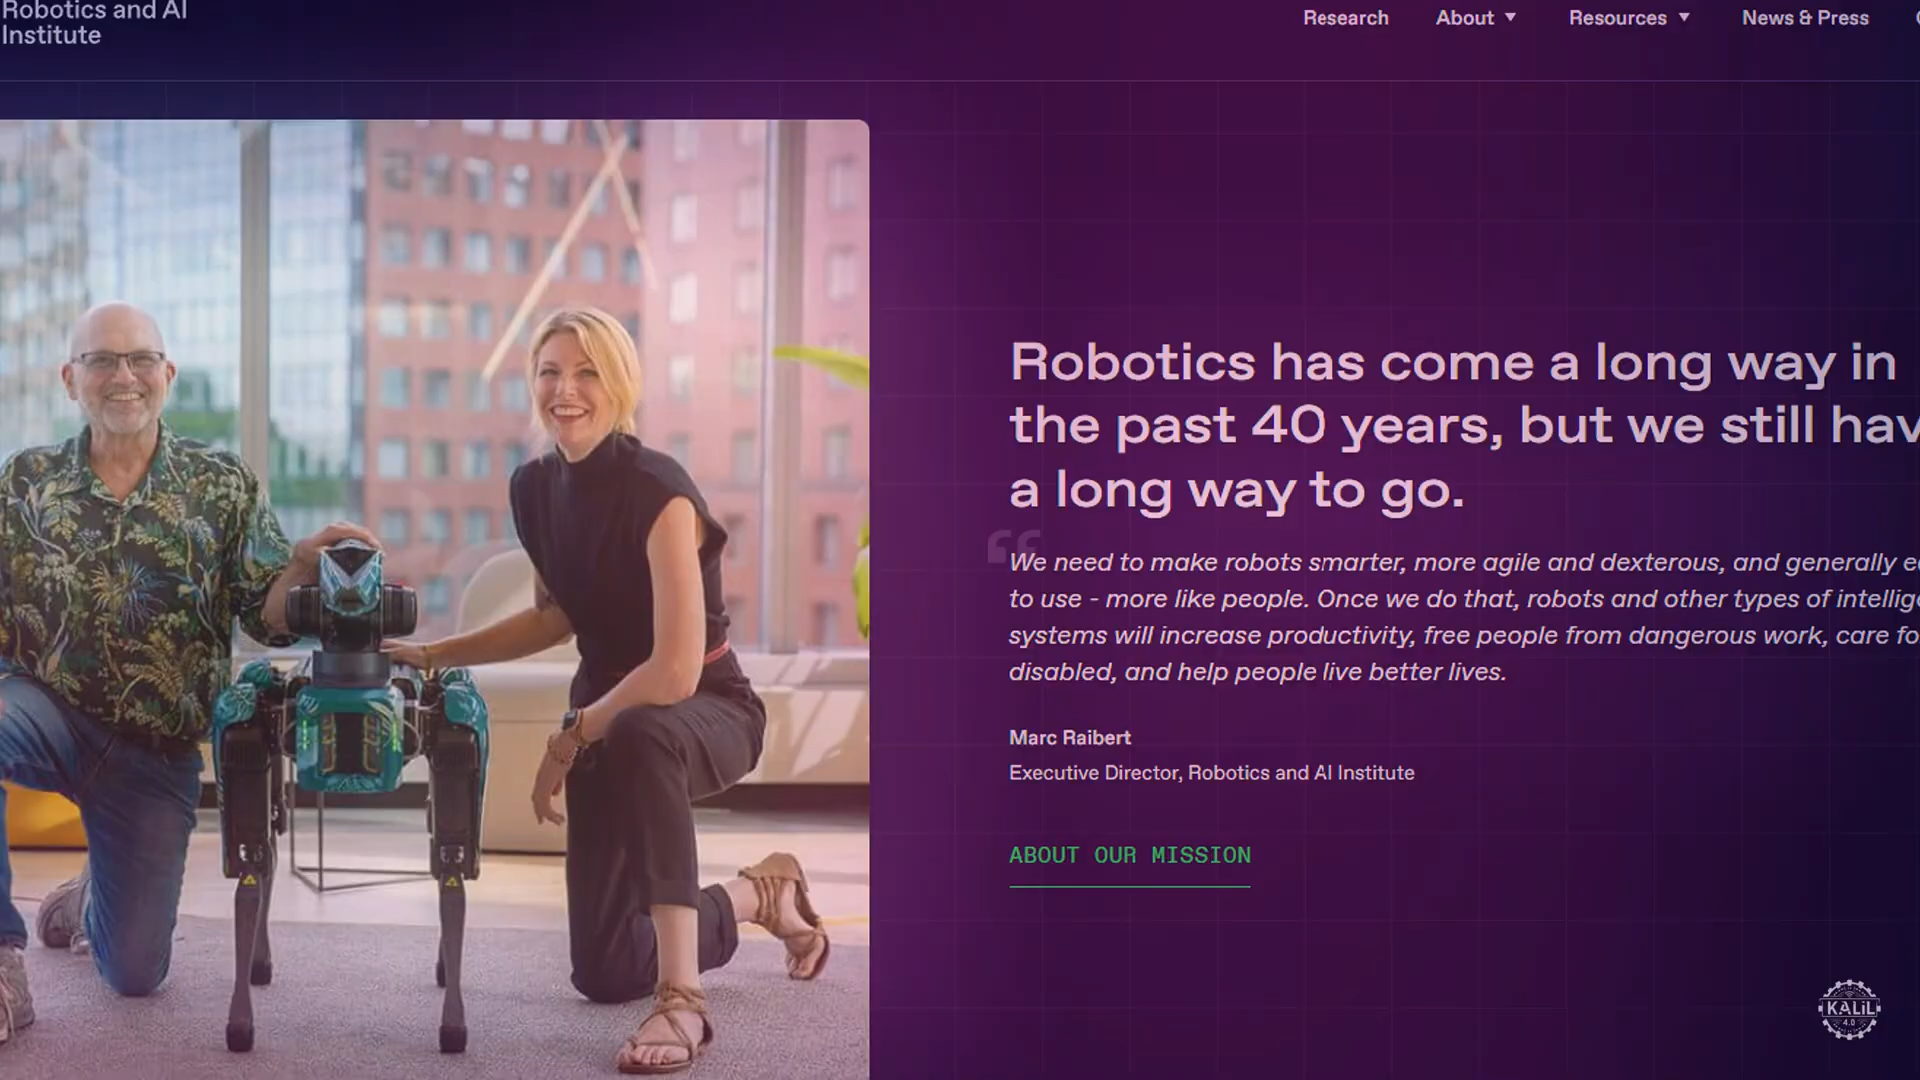 Robotics and AI
Institute
Research
About
Resources
News & Press
Robotics has come a long way in
the past 40 years, but we still
a long way to go.
We need to make robots smarter, more agile and dexterous, and generally
to use - more like people. Once we do that, robots and other types of
systems will increase productivity, free people from dangerous work, care
disabled, and help people live better lives.
Marc Raibert
Executive Director, Robotics and AI Institute
ABOUT OUR MISSION
KALiL
4.0